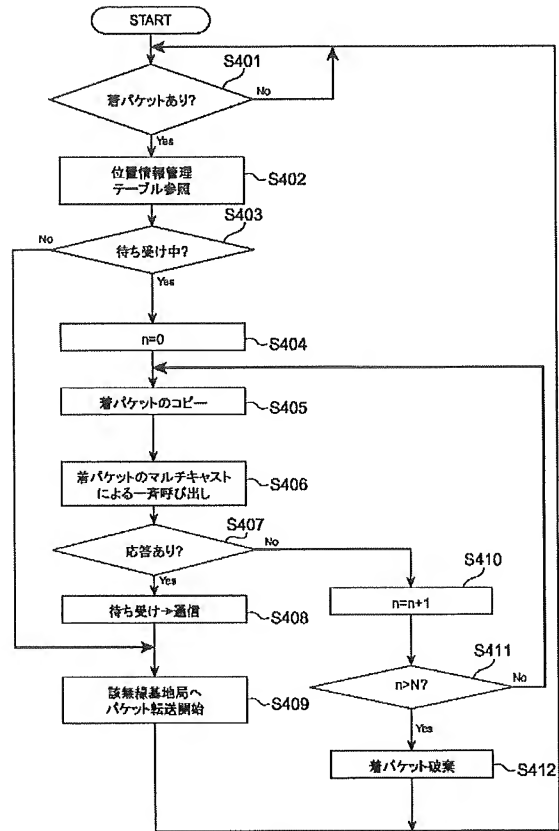 START
S401
着パケットあり?
No
Yes
位置情報管理
テーブル参照
S402
S403
No
待ち受け中?
Yes
n=0
S404
着パケットのコピー
S405
着パケットのマルチキャスト
による一斉呼び出し
S406
S407
応答あり?
No
Yes
S410
待ち受け→通信
S408
n=n+1
S411
該無線基地局へ
パケット転送開始
S409
n>N?
No
Yes
着パケット破棄
S412